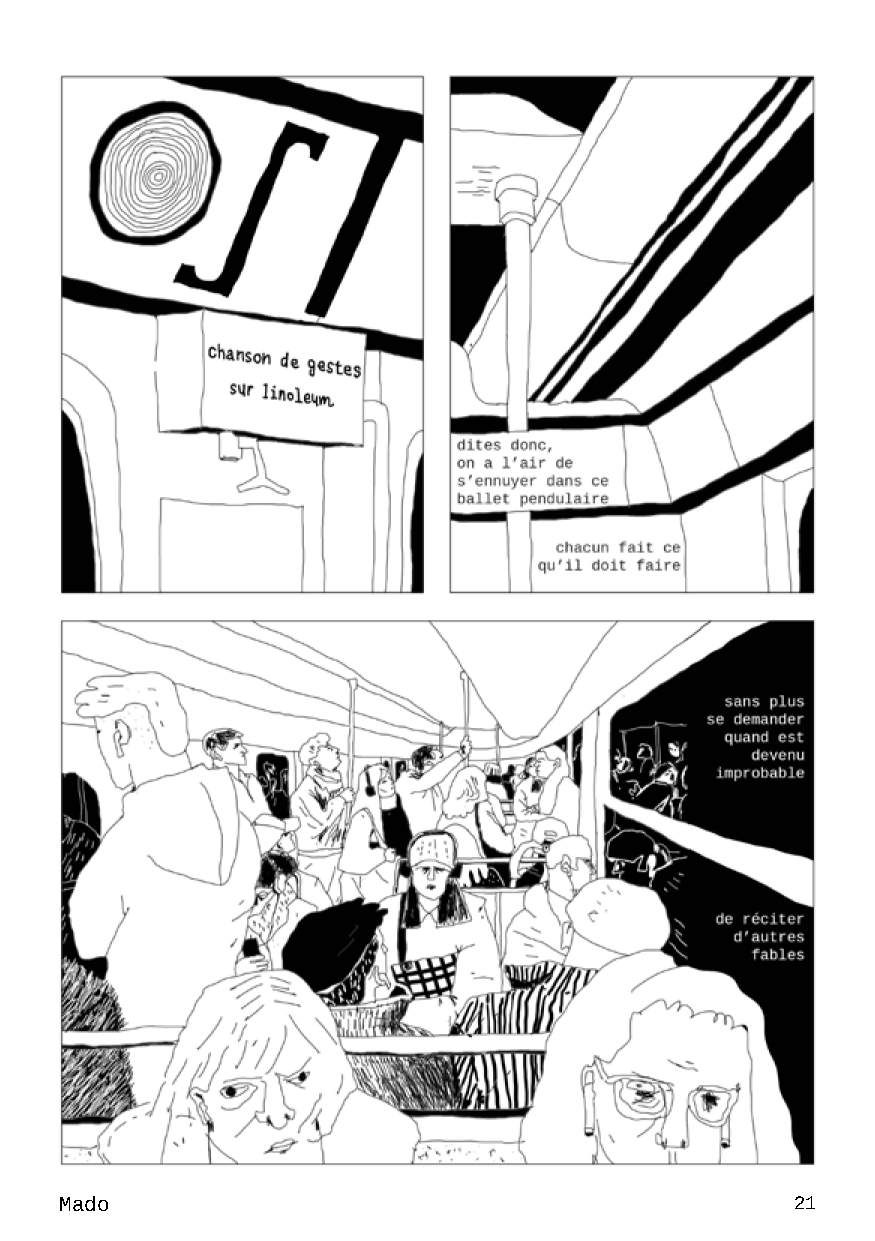 OST
chanson de gestes
sur linoleum
dites donc,
on a l’air de
s’ennuyer dans ce
ballet pendulaire
chacun fait ce
qu’il doit faire
sans plus
se demander
quand est
devenu
improbable
de réciter
d’autres
fables
Mado
21